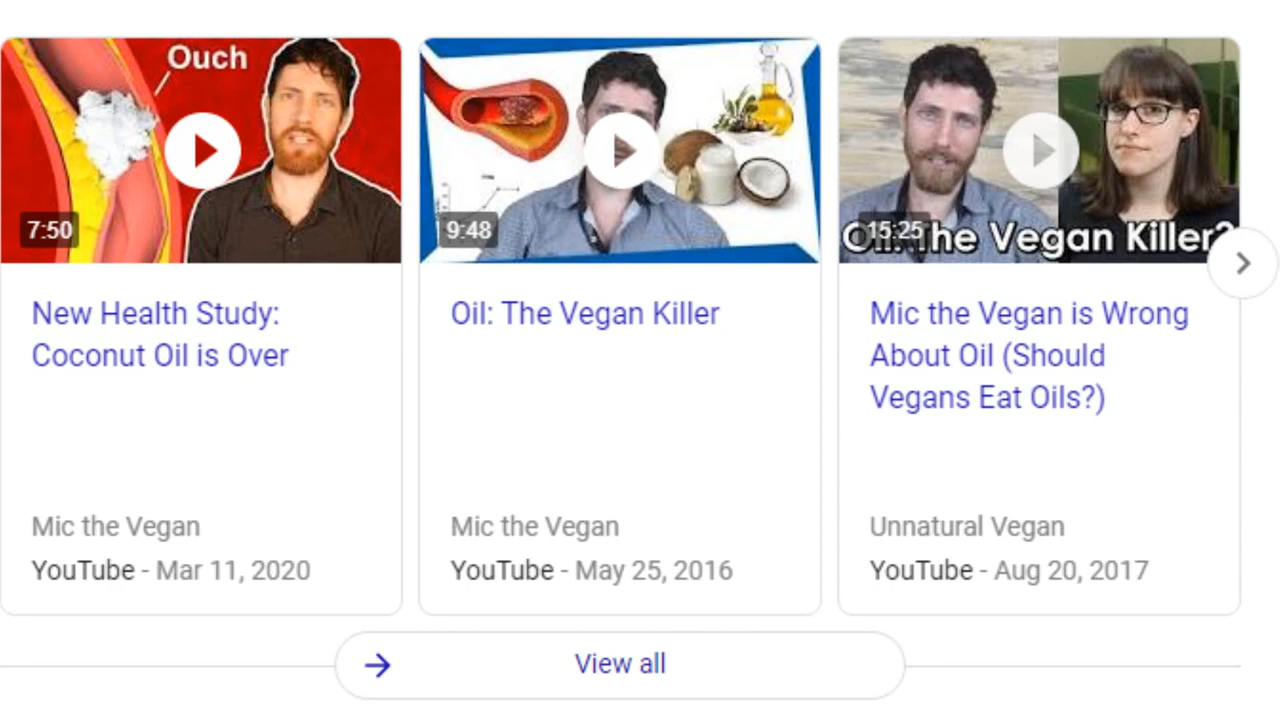 Ouch
7:50
9:48
15:25
The Vegan Killer?
New Health Study:
Coconut Oil is Over
Oil: The Vegan Killer
Mic the Vegan is Wrong
About Oil (Should
Vegans Eat Oils?)
Mic the Vegan
YouTube - Mar 11, 2020
Mic the Vegan
YouTube - May 25, 2016
Unnatural Vegan
YouTube - Aug 20, 2017
View all